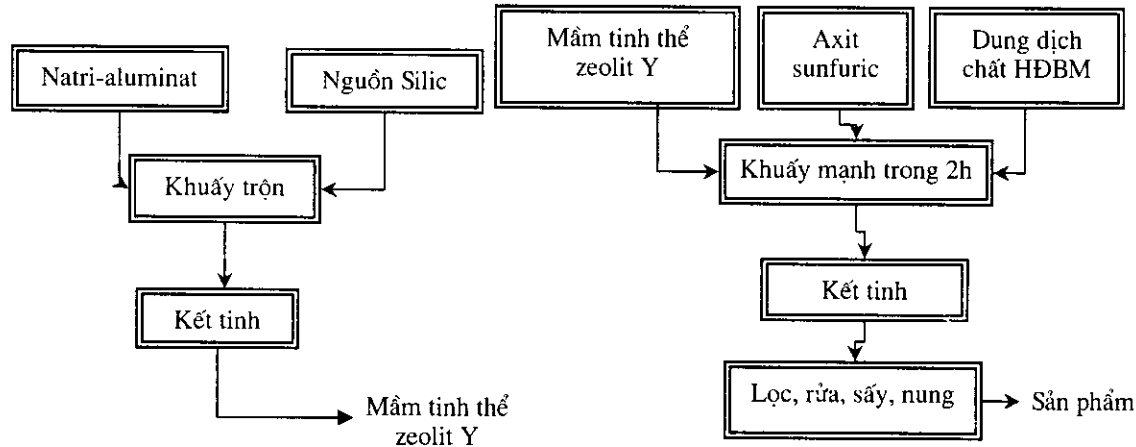 Natri-aluminat
Nguồn Silic
Khuấy trộn
Kết tinh
Mầm tinh thể
zeolit Y
Mầm tinh thể
zeolit Y
Axit
sunfuric
Dung dịch
chất HĐBM
Khuấy mạnh trong 2h
Kết tinh
Lọc, rửa, sấy, nung
Sản phẩm